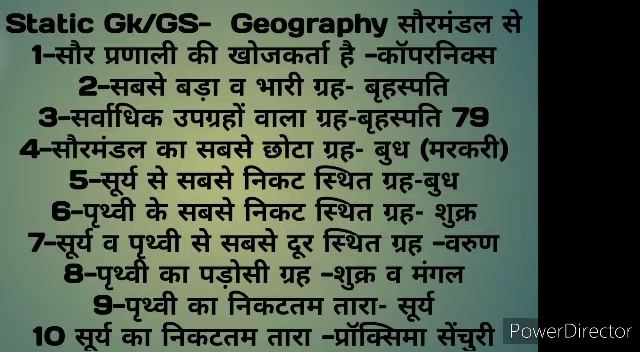 Static Gk/GS- Geography सौरमंडल से
1-सौर प्रणाली की खोजकर्ता है -कॉपरनिक्स
2-सबसे बड़ा व भारी ग्रह- बृहस्पति
3-सर्वाधिक उपग्रहों वाला ग्रह-बृहस्पति 79
4-सौरमंडल का सबसे छोटा ग्रह- बुध (मरकरी)
5-सूर्य से सबसे निकट स्थित ग्रह-बुध
6-पृथ्वी के सबसे निकट स्थित ग्रह- शुक्र
7-सूर्य व पृथ्वी से सबसे दूर स्थित ग्रह -वरुण
8-पृथ्वी का पड़ोसी ग्रह -शुक्र व मंगल
9-पृथ्वी का निकटतम तारा- सूर्य
10 सूर्य का निकटतम तारा -प्रॉक्सिमा सेंचुरी
PowerDirector